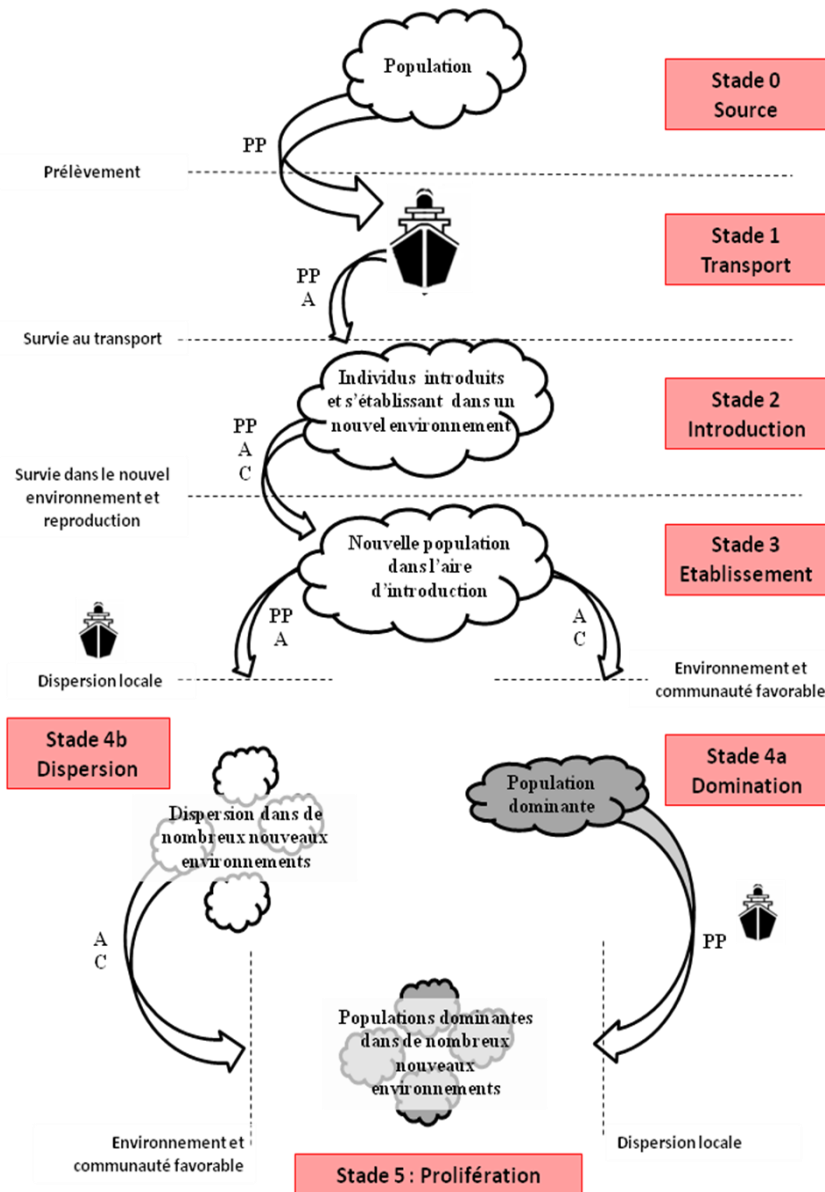 Population
Stade 0
Source
PP
Prélèvement
Stade 1
Transport
PP
A
Survie au transport
Individus introduits
et s’établissant dans un
nouvel environnement
Stade 2
Introduction
PP
A
C
Survie dans le nouvel
environnement et
reproduction
Nouvelle population
dans l’aire
d’introduction
Stade 3
Etablissement
PP
A
A
C
Dispersion locale
Environnement et
communauté favorable
Stade 4b
Dispersion
Stade 4a
Domination
Population
dominante
Dispersion dans de
nombreux nouveaux
environnements
A
C
PP
Populations dominantes
dans de nombreux
nouveaux
environnements
Environnement et
communauté favorable
Dispersion locale
Stade 5 : Prolifération